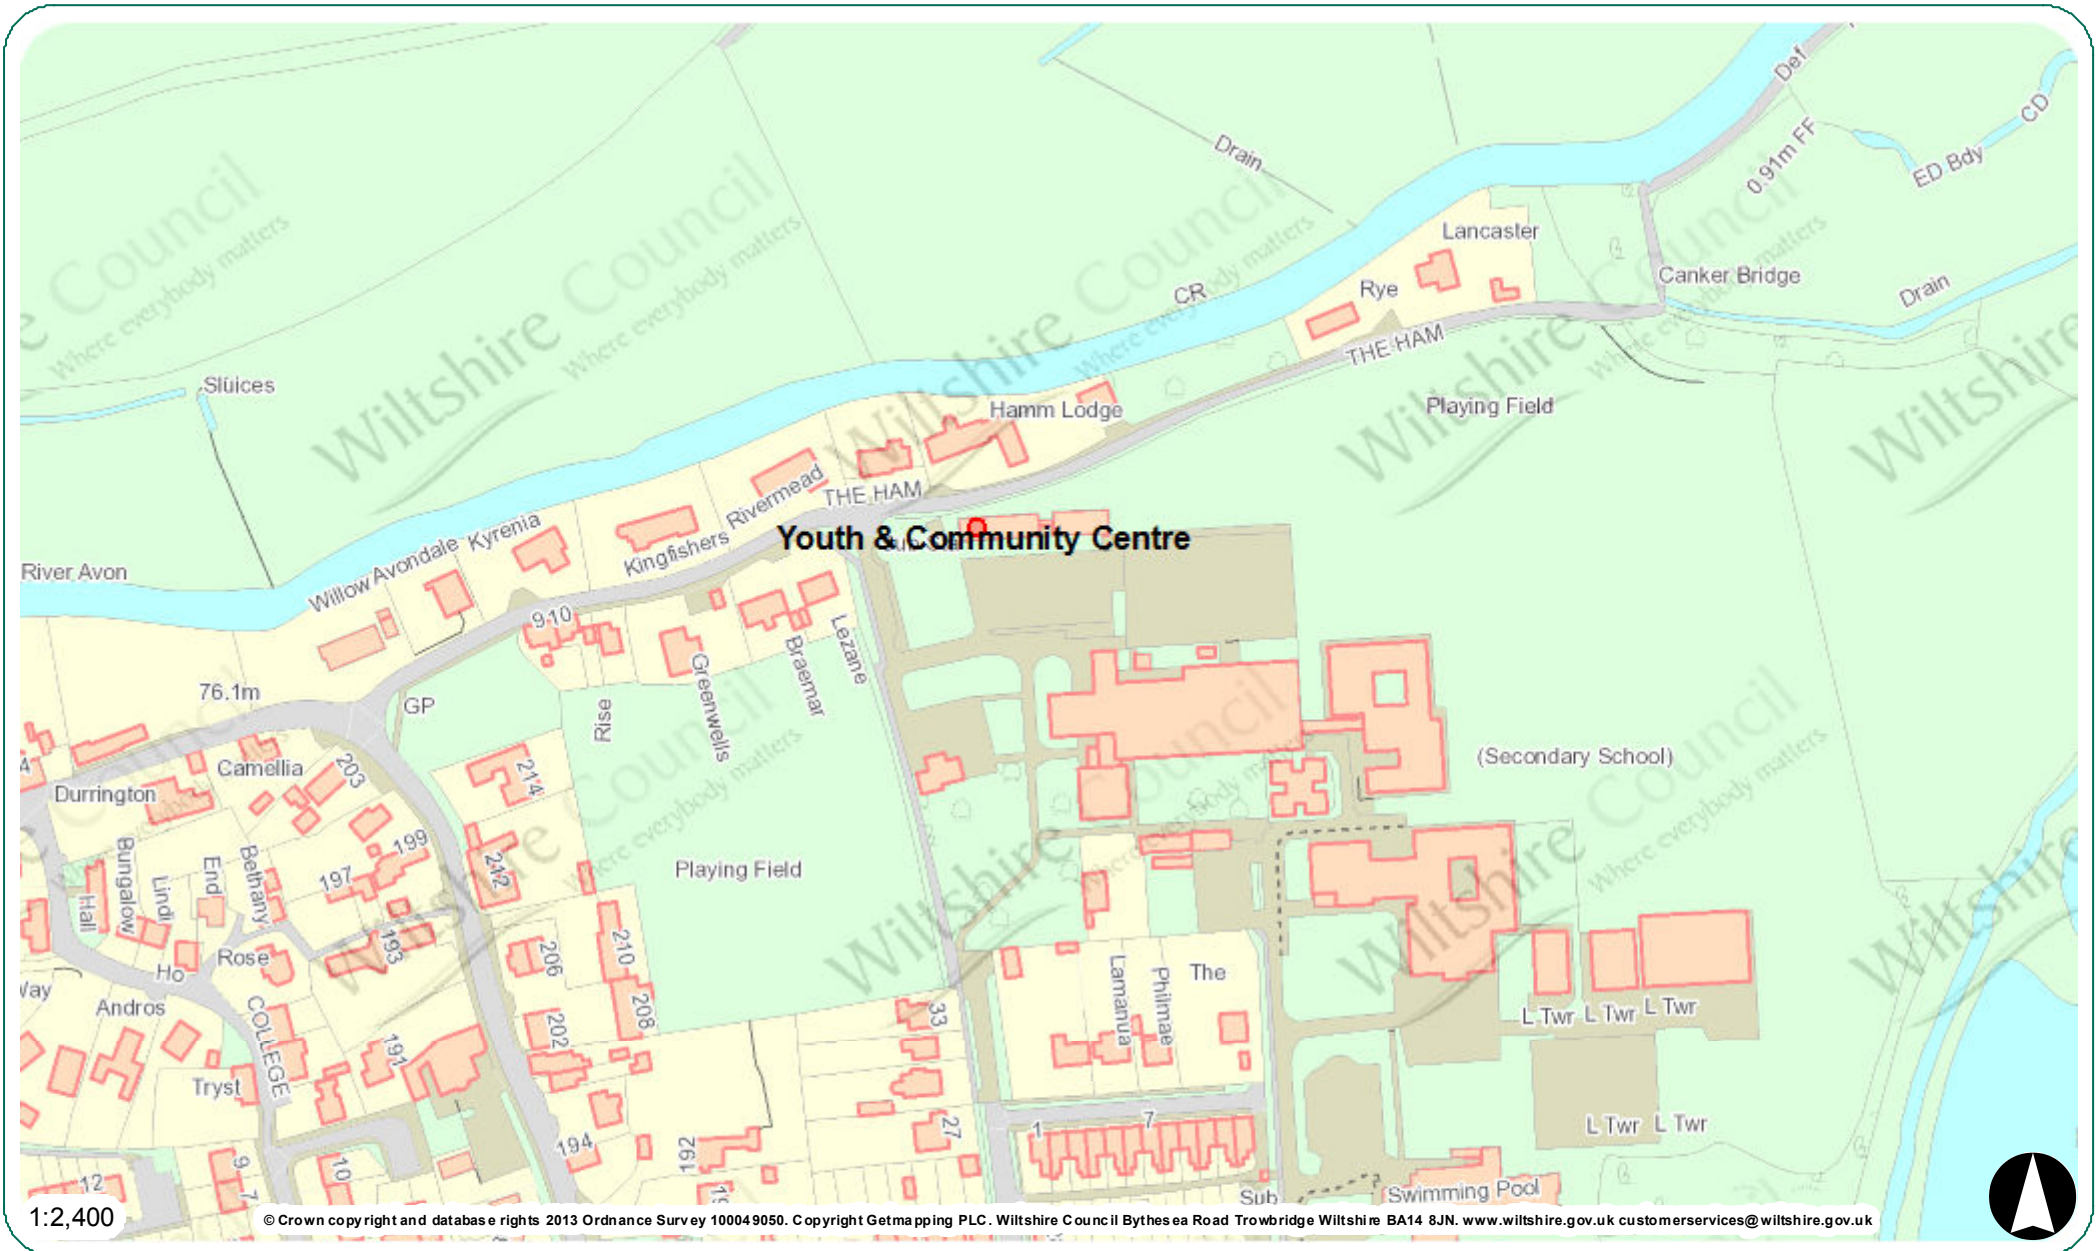 Def
CD
0.91m FF
ED Bdy
Drain
Lancaster
Canker Bridge
Rye
CR
Drain
THE HAM
Sluices
Hamm Lodge
Playing Field
Rivermead
THE HAM
Kyrenia
Kingfishers
Youth & Community Centre
Avondale
Willow
River Avon
910
Lezane
Braemar
Greenwells
Rise
76.1m
GP
Camellia
203
214
(Secondary School)
4
Durrington
Bungalow
Lindi
End
Bethany
197
199
212
Playing Field
Hall
193
Rose
Ho
206
210
208
Lamanua
Philmae
The
Andros
COLLEGE
202
33
L Twr
L Twr
L Twr
191
Tryst
27
1
7
L Twr
L Twr
194
192
12
9
7
10
Sub
Swimming Pool
Wiltshire Council
Where everybody matters
1:2,400
© Crown copyright and database rights 2013 Ordnance Survey 100049050. Copyright Getmapping PLC. Wiltshire Council Bythesea Road Trowbridge Wiltshire BA14 8JN. www.wiltshire.gov.uk customerservices@wiltshire.gov.uk